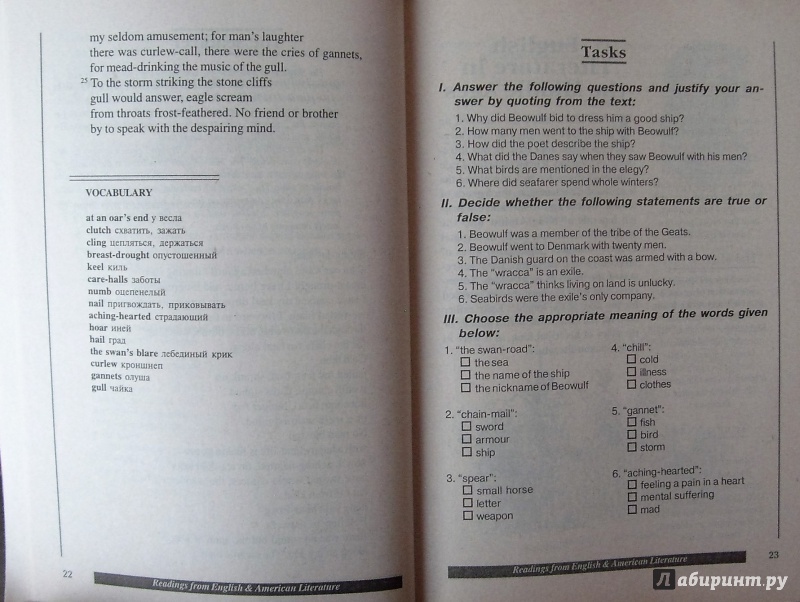 my seldom amusement; for man's laughter
there was curlew-call, there were the cries of gannets,
for mead-drinking the music of the gull.
25 To the storm striking the stone cliffs
gull would answer, eagle scream
from throats frost-feathered. No friend or brother
by to speak with the despairing mind.
VOCABULARY
at an oar's end у весла
clutch схватить, зажать
cling цепляться, держаться
breast-drought опустошенный
keel киль
care-halls заботы
numb оцепенелый
nail пригвождать, приковывать
aching-hearted страдающий
hoar иней
hail град
the swan's blare лебединый крик
curlew кроншнеп
gannets олуша
gull чайка
22
Readings from English & American Literature
Tasks
I. Answer the following questions and justify your an-
swer by quoting from the text:
1. Why did Beowulf bid to dress him a good ship?
2. How many men went to the ship with Beowulf?
3. How did the poet describe the ship?
4. What did the Danes say when they saw Beowulf with his men?
5. What birds are mentioned in the elegy?
6. Where did seafarer spend whole winters?
II. Decide whether the following statements are true or
false:
1. Beowulf was a member of the tribe of the Geats.
2. Beowulf went to Denmark with twenty men.
3. The Danish guard on the coast was armed with a bow.
4. The "wracca" is an exile.
5. The "wracca" thinks living on land is unlucky.
6. Seabirds were the exile's only company.
III. Choose the appropriate meaning of the words given
below:
1. "the swan-road":
the sea
the name of the ship
the nickname of Beowulf
2. "chain-mail":
sword
armour
ship
3. "spear":
small horse
letter
weapon
4. "chill":
cold
illness
clothes
5. "gannet":
fish
bird
storm
6. "aching-hearted":
feeling a pain in a heart
mental suffering
mad
Readings from English & American Literature
23
Лабиринт.ру